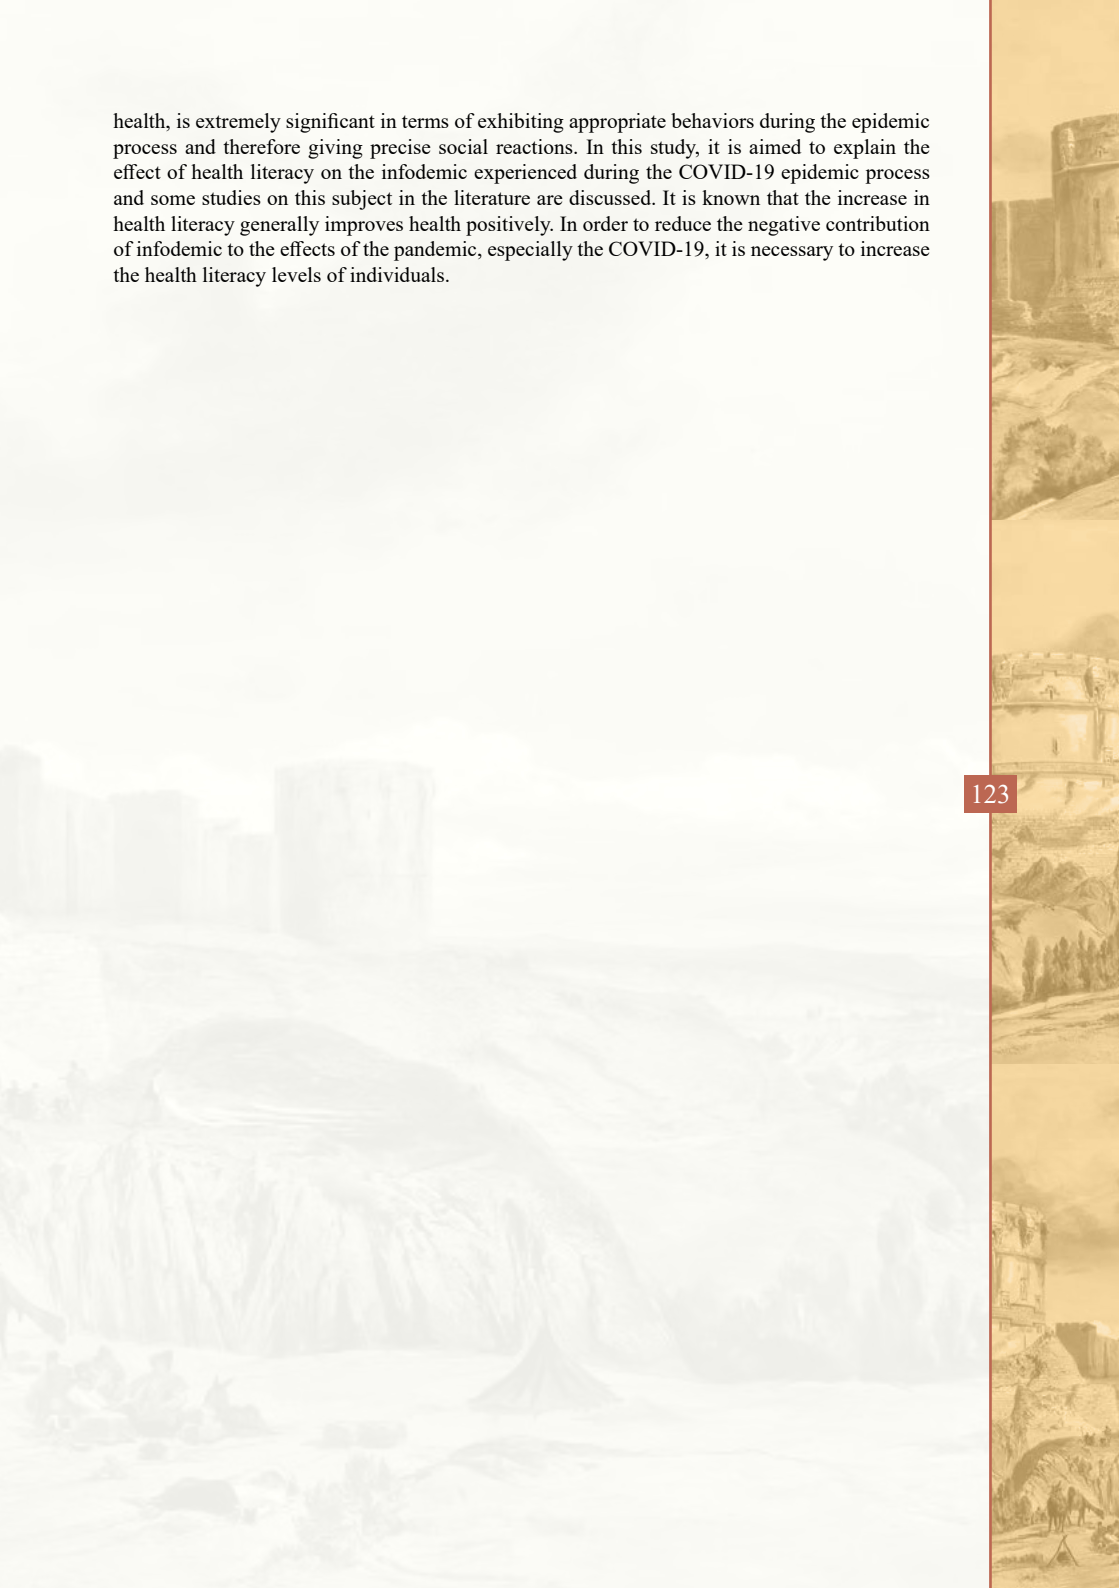 health, is extremely significant in terms of exhibiting appropriate behaviors during the epidemic
process and therefore giving precise social reactions. In this study, it is aimed to explain the
effect of health literacy on the infodemic experienced during the COVID-19 epidemic process
and some studies on this subject in the literature are discussed. It is known that the increase in
health literacy generally improves health positively. In order to reduce the negative contribution
of infodemic to the effects of the pandemic, especially the COVID-19, it is necessary to increase
the health literacy levels of individuals.
123